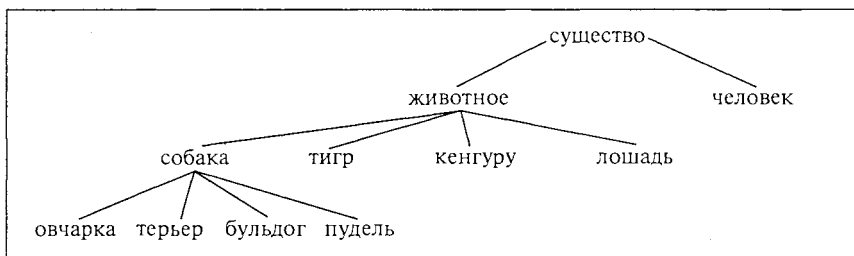 существо
животное человек
собака тигр кенгуру лошадь
овчарка терьер бульдог пудель